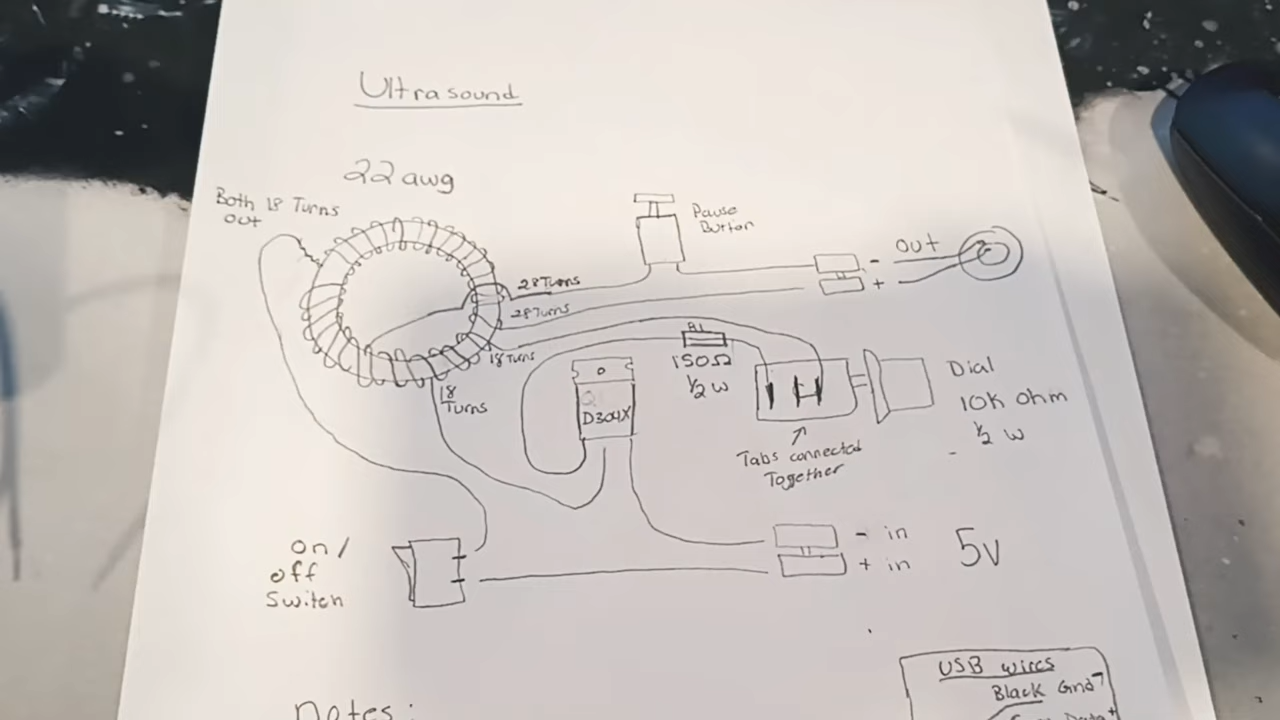 Ultrasound
22 awg
Both 18 Turns
out
Pause
Button
28 Turns
- out
+
28 Turns
R1
18 Turns
150Ω
1/2 w
18
Turns
Q
D304X
Dial
10K Ohm
1/2 w
Tabs connected
Together
on/
off
Switch
- in
+ in
5v
USB wires
Black Gnd
Data+
Notes: